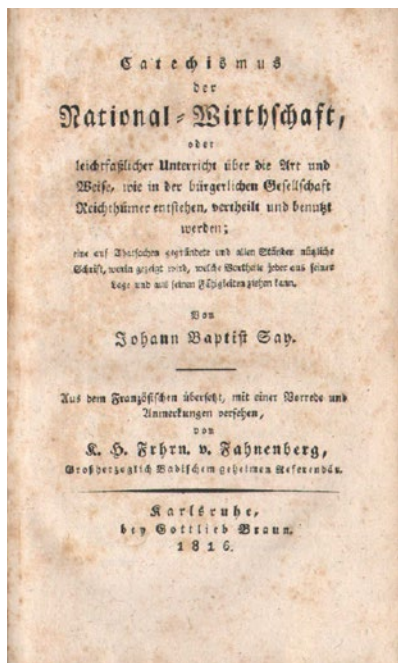 Catechismus
der
National-Wirthschaft,
oder
leichtfaßlicher Unterricht über die Art und
Weise, wie in der bürgerlichen Gesellschaft
Reichthümer entstehen, vertheilt und benutzt
werden;
eine auf Thatsachen gegründete und allen Ständen nützliche
Schrift, worin gezeigt wird, welche Vortheile jeder aus seiner
Lage und mit seinen Fähigkeiten ziehen kann.
Von
Johann Baptist Say.
Aus dem Französischen übersetzt, mit einer Vorrede und
Anmerkungen versehen,
von
K. H. Frhrn. v. Fahnenberg,
Großherzoglich Badischem geheimen Referendär.
Karlsruhe,
bey Gottlieb Braun.
1816.